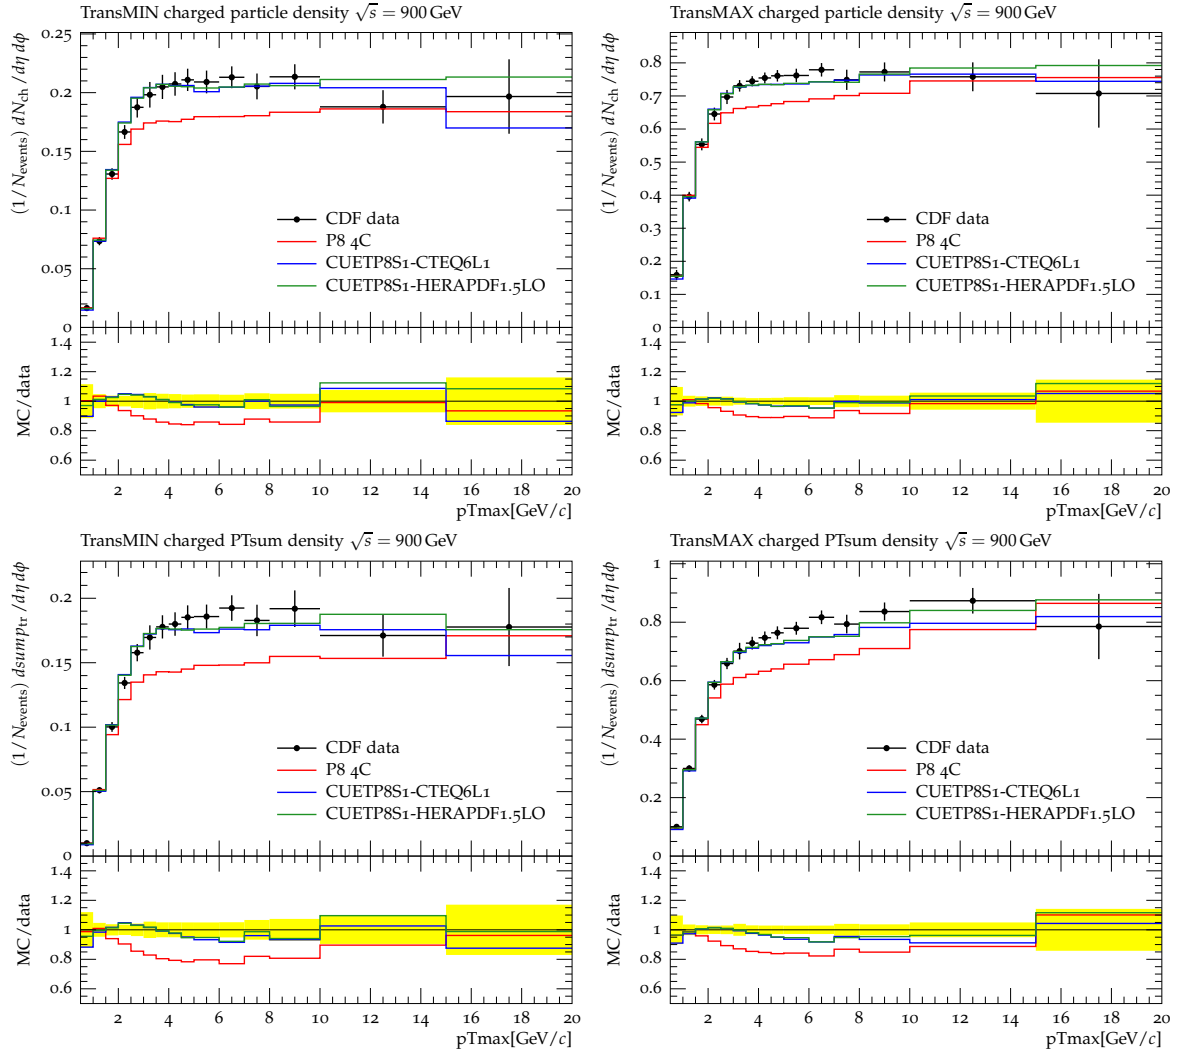 TransMIN charged particle density √s = 900 GeV
(1/N_events) dN_ch/dη dϕ
0.25
0.2
0.15
0.1
0.05
0
CDF data
P8 4C
CUETP8S1-CTEQ6L1
CUETP8S1-HERAPDF1.5LO
MC/data
1.4
1.2
1
0.8
0.6
2 4 6 8 10 12 14 16 18 20
pTmax[GeV/c]
TransMAX charged particle density √s = 900 GeV
(1/N_events) dN_ch/dη dϕ
0.8
0.7
0.6
0.5
0.4
0.3
0.2
0.1
0
CDF data
P8 4C
CUETP8S1-CTEQ6L1
CUETP8S1-HERAPDF1.5LO
MC/data
1.4
1.2
1
0.8
0.6
2 4 6 8 10 12 14 16 18 20
pTmax[GeV/c]
TransMIN charged PTsum density √s = 900 GeV
(1/N_events) dsump_tr/dη dϕ
0.2
0.15
0.1
0.05
0
CDF data
P8 4C
CUETP8S1-CTEQ6L1
CUETP8S1-HERAPDF1.5LO
MC/data
1.4
1.2
1
0.8
0.6
2 4 6 8 10 12 14 16 18 20
pTmax[GeV/c]
TransMAX charged PTsum density √s = 900 GeV
(1/N_events) dsump_tr/dη dϕ
1
0.8
0.6
0.4
0.2
0
CDF data
P8 4C
CUETP8S1-CTEQ6L1
CUETP8S1-HERAPDF1.5LO
MC/data
1.4
1.2
1
0.8
0.6
2 4 6 8 10 12 14 16 18 20
pTmax[GeV/c]